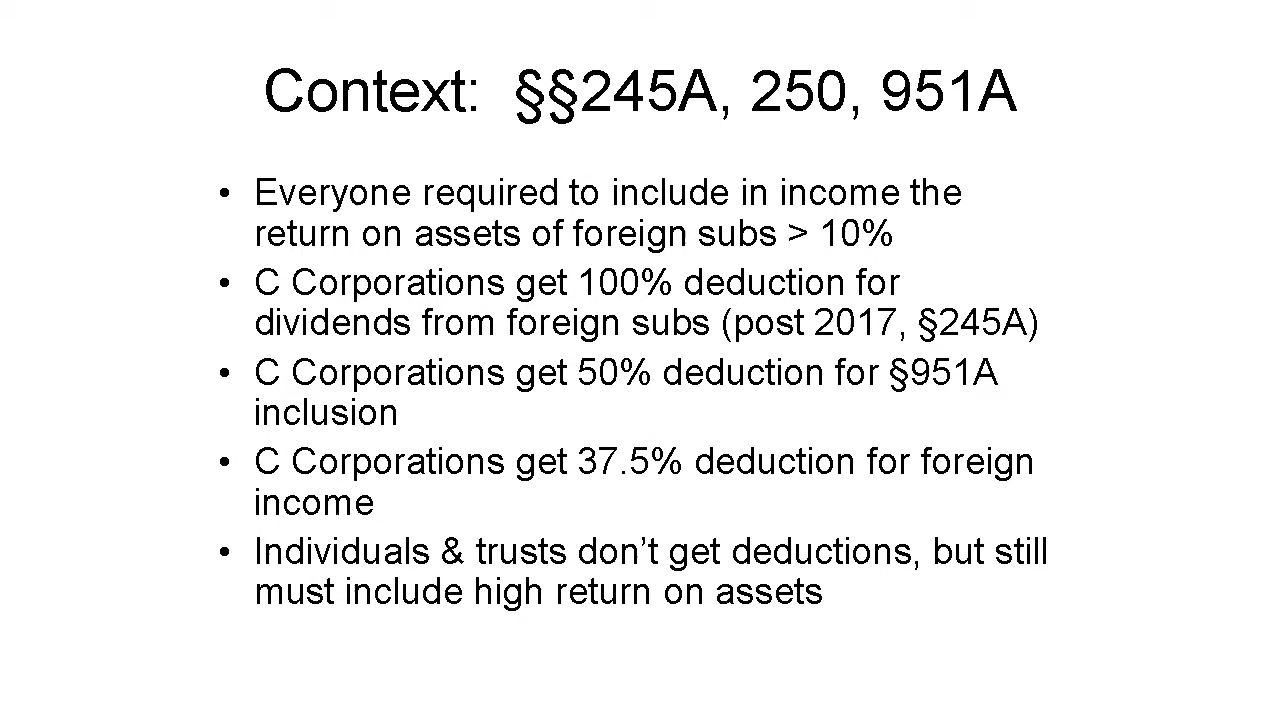 Context: §§245A, 250, 951A
• Everyone required to include in income the
return on assets of foreign subs > 10%
• C Corporations get 100% deduction for
dividends from foreign subs (post 2017, §245A)
• C Corporations get 50% deduction for §951A
inclusion
• C Corporations get 37.5% deduction for foreign
income
• Individuals & trusts don’t get deductions, but still
must include high return on assets